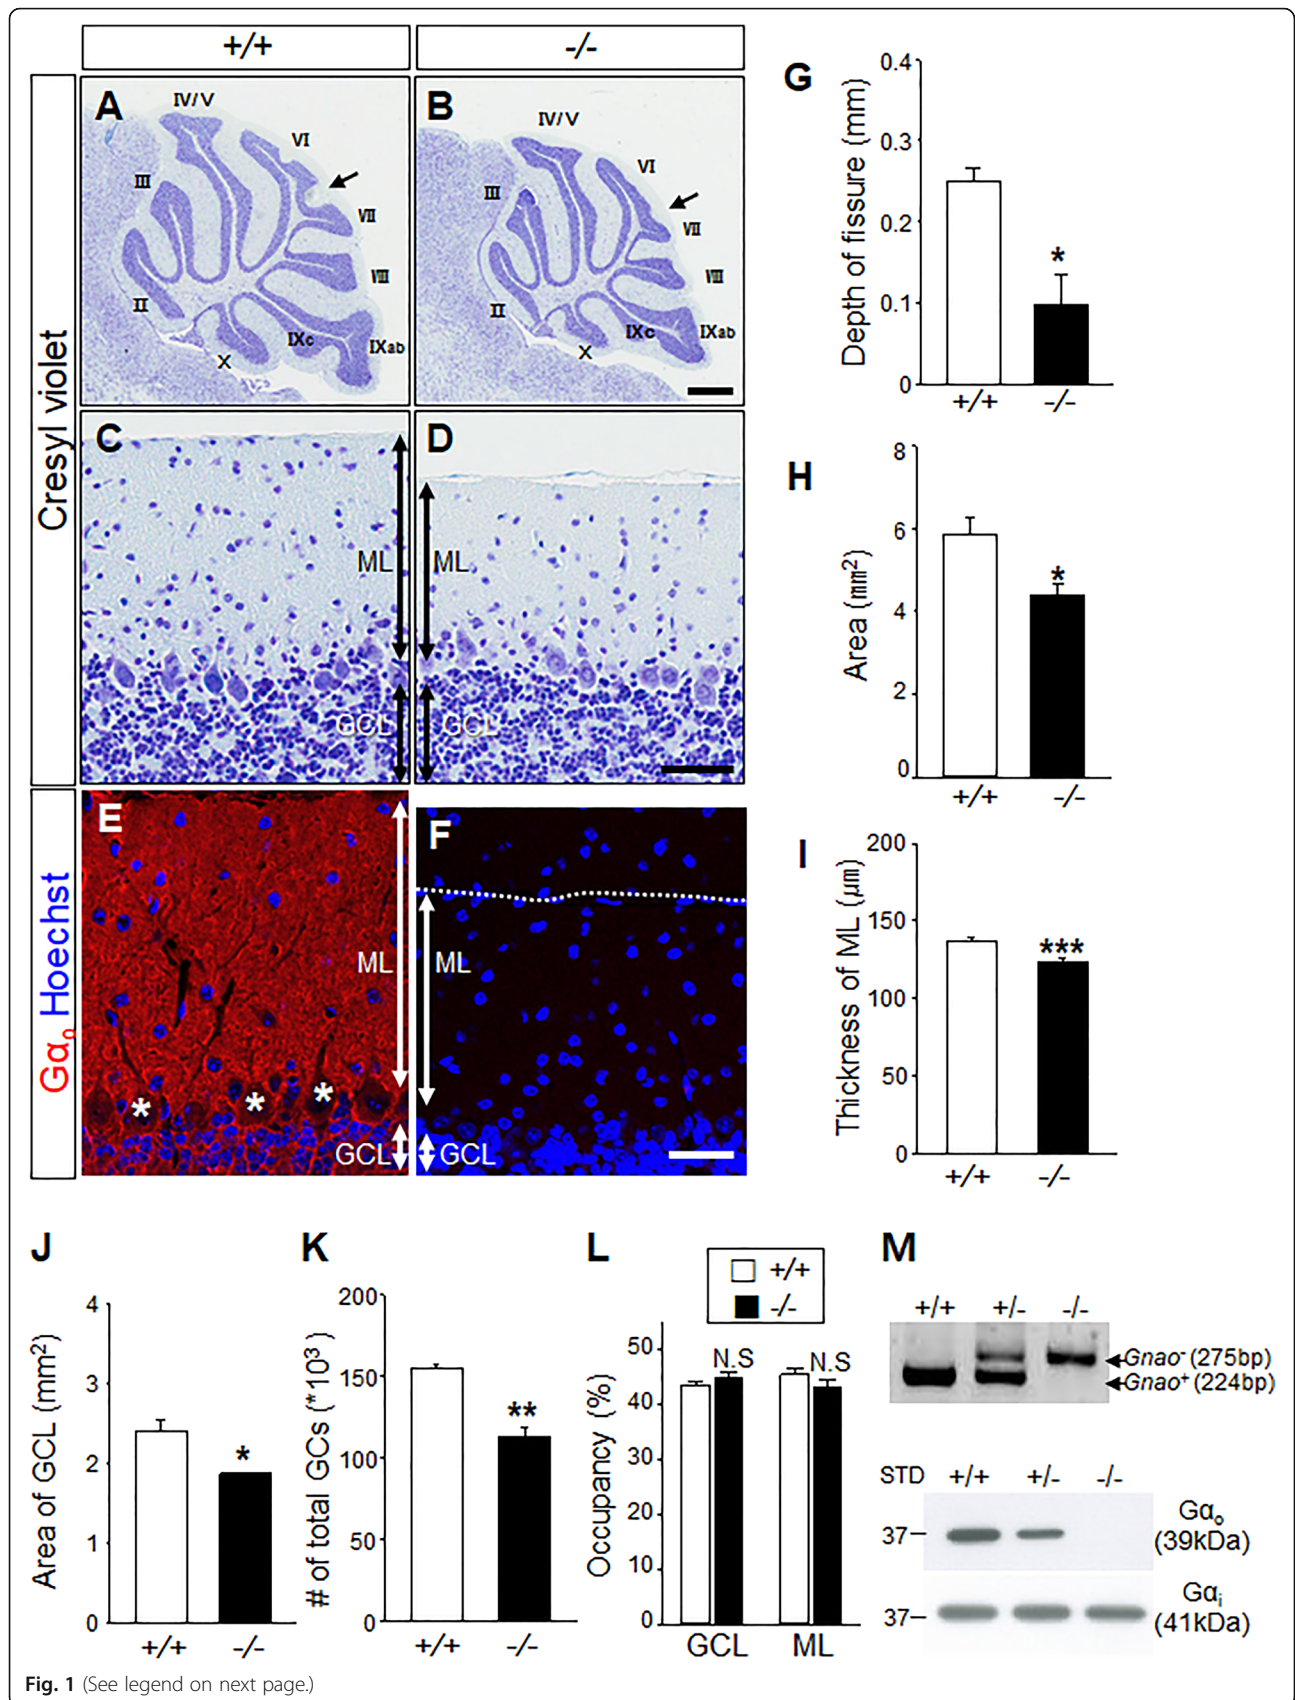 +/+
-/-
Cresyl violet
A
IV/V
VI
III
VII
VIII
II
IXc
IXab
X
B
IV/V
VI
III
VII
VIII
II
IXc
IXab
X
C
ML
GCL
D
ML
GCL
Gαo Hoechst
E
ML
* * *
GCL
F
ML
GCL
G
Depth of fissure (mm)
0.4
0.3
0.2
0.1
0
*
+/+ -/-
H
Area (mm²)
8
6
4
2
0
*
+/+ -/-
I
Thickness of ML (μm)
200
150
100
50
0
***
+/+ -/-
J
Area of GCL (mm²)
4
3
2
1
0
*
+/+ -/-
K
# of total GCs (*10³)
200
150
100
50
0
**
+/+ -/-
L
+/+
-/-
Occupancy (%)
50
40
30
20
10
0
N.S N.S
GCL ML
M
+/+ +/- -/-
Gnao⁻ (275bp)
Gnao⁺ (224bp)
STD +/+ +/- -/-
37
Gαo
(39kDa)
37
Gαi
(41kDa)
Fig. 1 (See legend on next page.)